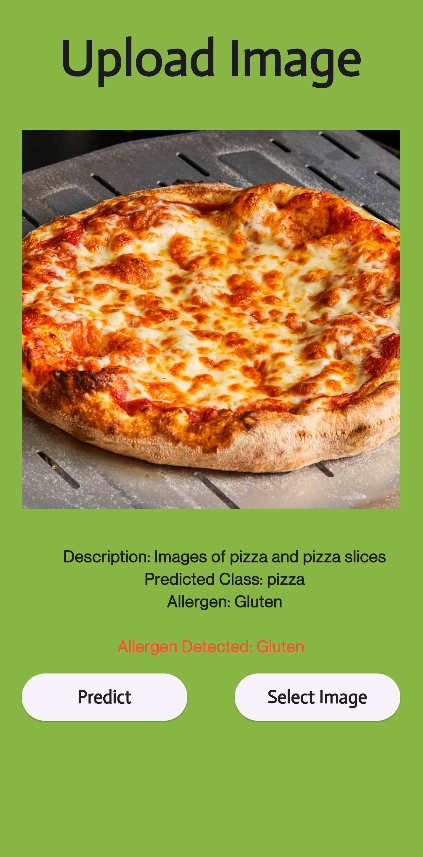 Upload Image
Description: Images of pizza and pizza slices
Predicted Class: pizza
Allergen: Gluten
Allergen Detected: Gluten
Predict
Select Image